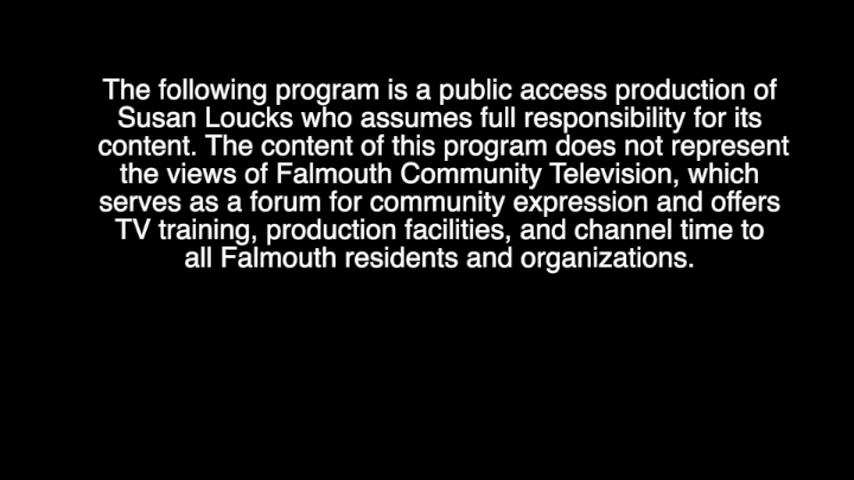 The following program is a public access production of
Susan Loucks who assumes full responsibility for its
content. The content of this program does not represent
the views of Falmouth Community Television, which
serves as a forum for community expression and offers
TV training, production facilities, and channel time to
all Falmouth residents and organizations.